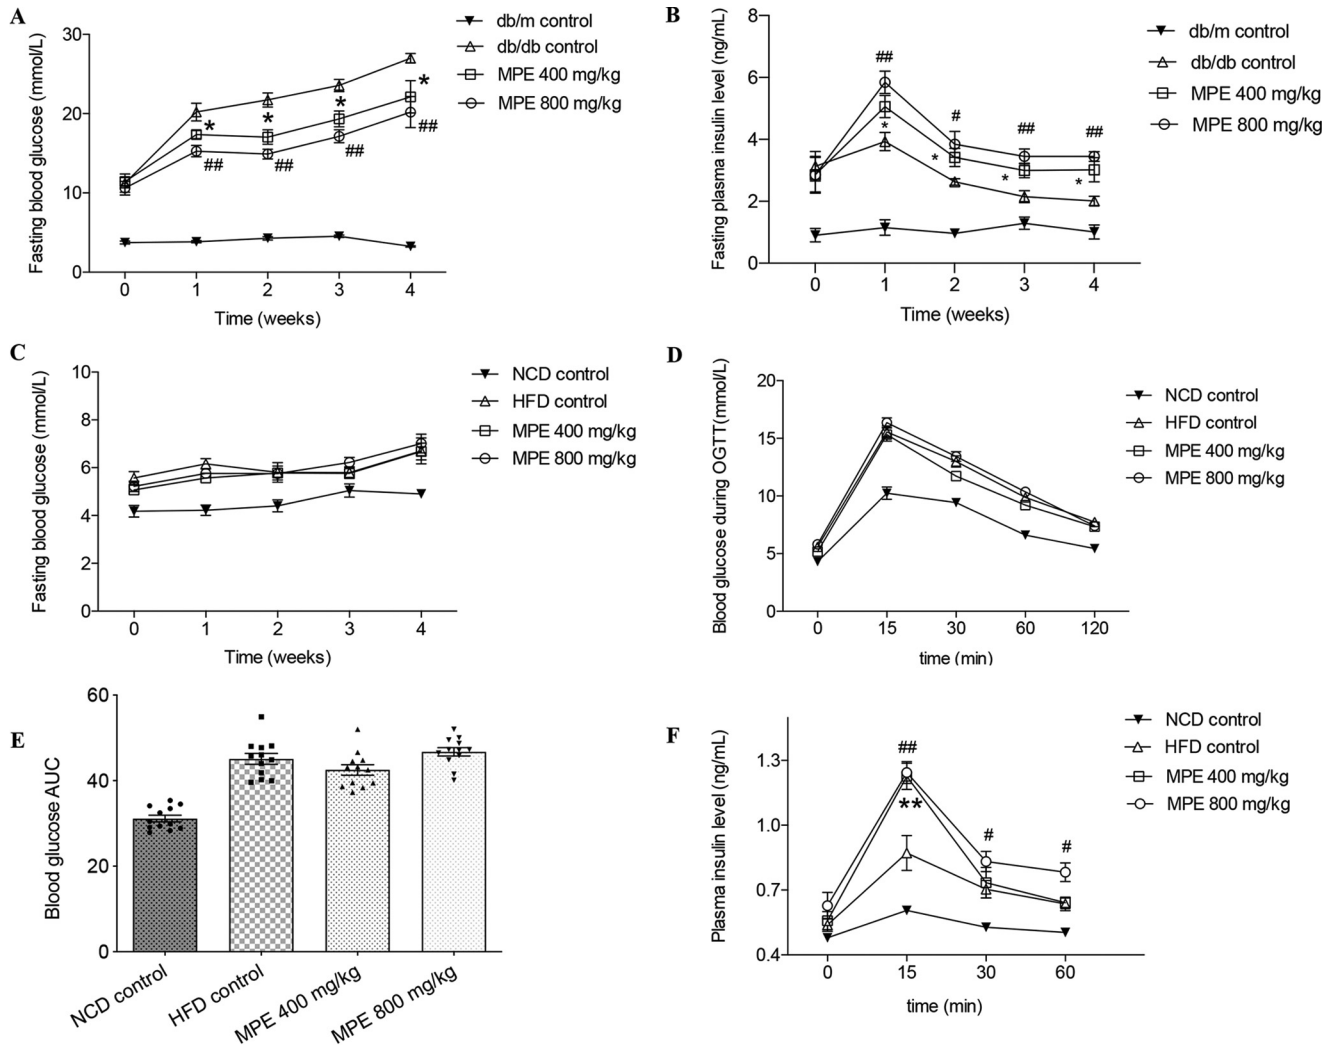 A
Fasting blood glucose (mmol/L)
30
20
10
0
0 1 2 3 4
Time (weeks)
db/m control
db/db control
MPE 400 mg/kg
MPE 800 mg/kg
* * * *
## ## ## ##
B
Fasting plasma insulin level (ng/mL)
8
6
4
2
0
0 1 2 3 4
Time (weeks)
db/m control
db/db control
MPE 400 mg/kg
MPE 800 mg/kg
## # ## ##
* * * *
C
Fasting blood glucose (mmol/L)
10
8
6
4
2
0
0 1 2 3 4
Time (weeks)
NCD control
HFD control
MPE 400 mg/kg
MPE 800 mg/kg
D
Blood glucose during OGTT(mmol/L)
20
15
10
5
0
0 15 30 60 120
time (min)
NCD control
HFD control
MPE 400 mg/kg
MPE 800 mg/kg
E
Blood glucose AUC
60
40
20
0
NCD control
HFD control
MPE 400 mg/kg
MPE 800 mg/kg
F
Plasma insulin level (ng/mL)
1.3
1.0
0.7
0.4
0 15 30 60
time (min)
NCD control
HFD control
MPE 400 mg/kg
MPE 800 mg/kg
## # #
**